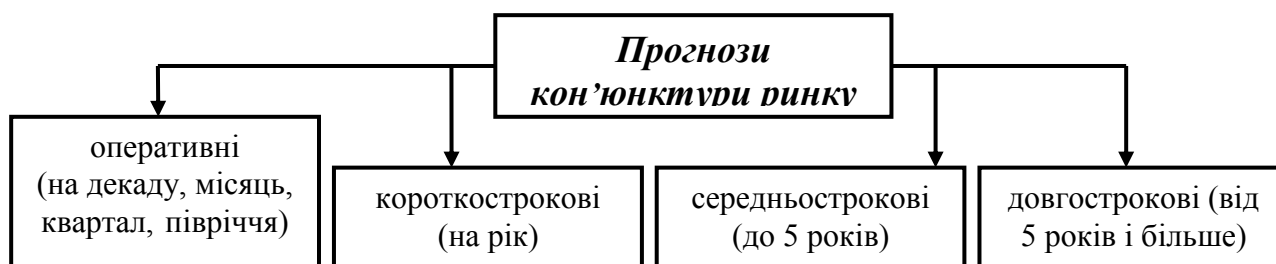 Прогнози
кон’юнктури ринку
оперативні
(на декаду, місяць,
квартал, півріччя)
короткострокові
(на рік)
середньострокові
(до 5 років)
довгострокові (від
5 років і більше)